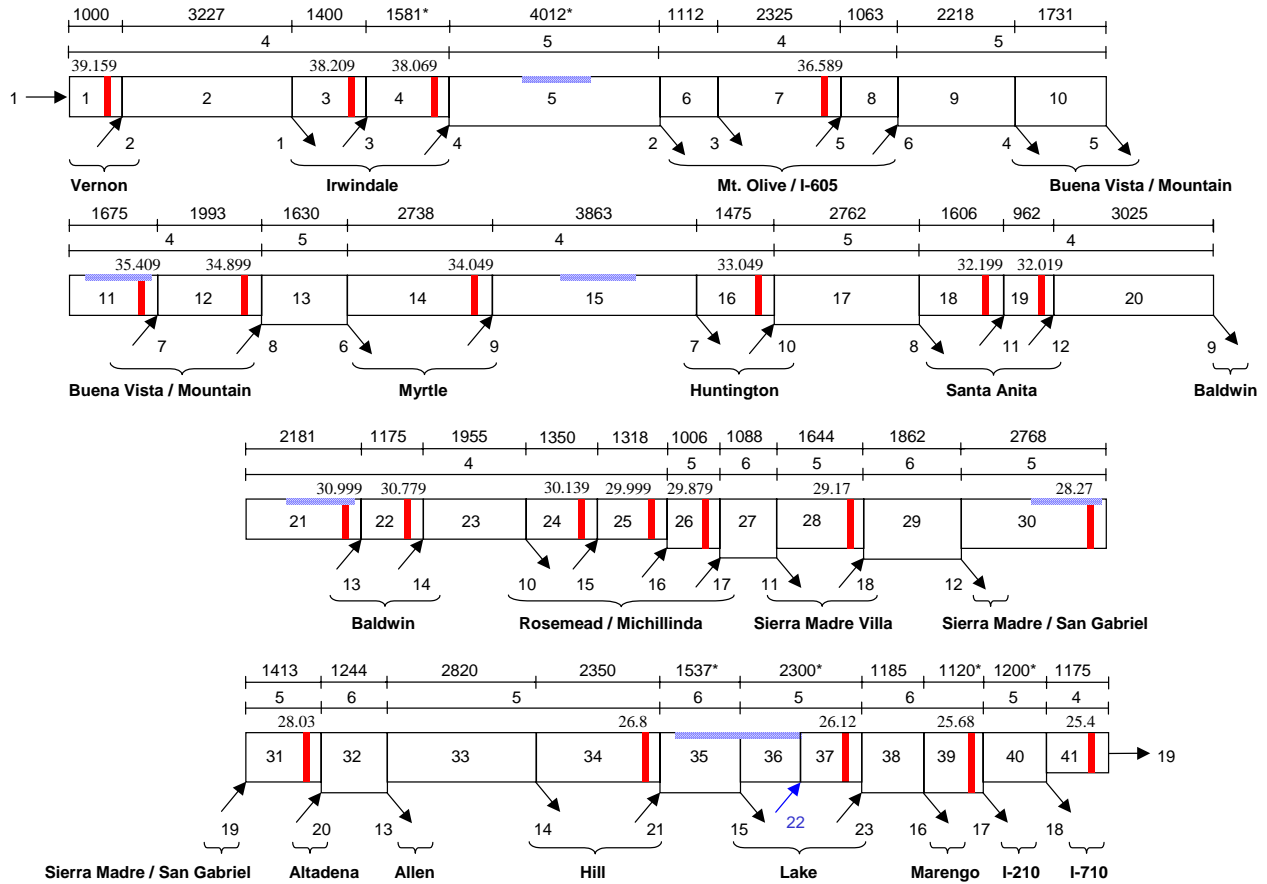 1000 3227 1400 1581* 4012* 1112 2325 1063 2218 1731
4 5 4 5
39.159 38.209 38.069 36.589
1 1 2 3 4 5 6 7 8 9 10
2 1 3 4 2 3 5 6 4 5
Vernon Irwindale Mt. Olive / I-605 Buena Vista / Mountain
1675 1993 1630 2738 3863 1475 2762 1606 962 3025
4 5 4 5 4
35.409 34.899 34.049 33.049 32.199 32.019
11 12 13 14 15 16 17 18 19 20
7 8 6 9 7 10 8 11 12 9
Buena Vista / Mountain Myrtle Huntington Santa Anita Baldwin
2181 1175 1955 1350 1318 1006 1088 1644 1862 2768
4 5 6 5 6 5
30.999 30.779 30.139 29.999 29.879 29.17 28.27
21 22 23 24 25 26 27 28 29 30
13 14 10 15 16 17 11 18 12
Baldwin Rosemead / Michillinda Sierra Madre Villa Sierra Madre / San Gabriel
1413 1244 2820 2350 1537* 2300* 1185 1120* 1200* 1175
5 6 5 6 5 6 5 4
28.03 26.8 26.12 25.68 25.4
31 32 33 34 35 36 37 38 39 40 41 19
19 20 13 14 21 15 22 23 16 17 18
Sierra Madre / San Gabriel Altadena Allen Hill Lake Marengo I-210 I-710